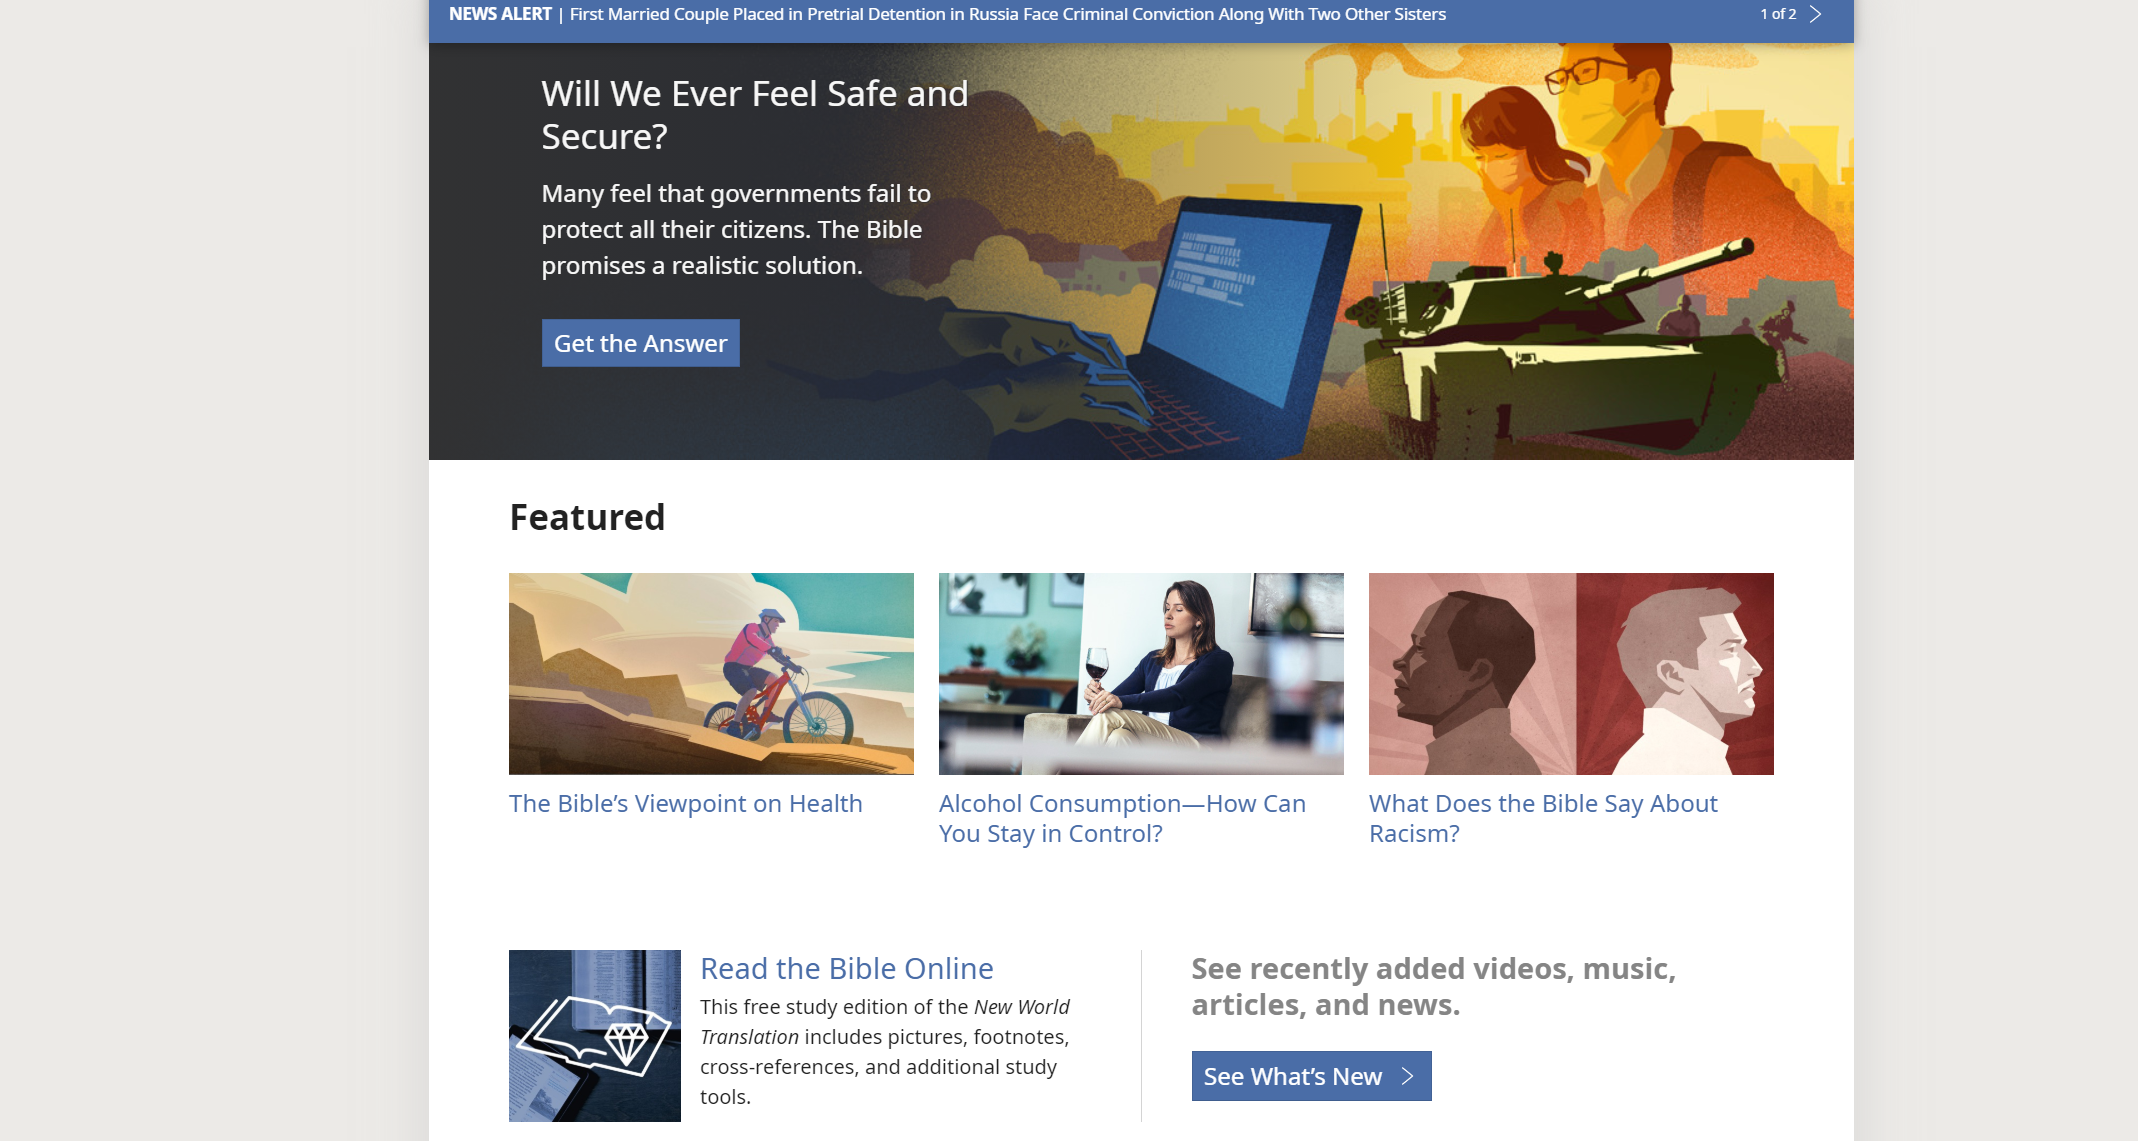 NEWS ALERT | First Married Couple Placed in Pretrial Detention in Russia Face Criminal Conviction Along With Two Other Sisters
1 of 2
Will We Ever Feel Safe and
Secure?
Many feel that governments fail to
protect all their citizens. The Bible
promises a realistic solution.
Get the Answer
Featured
The Bible’s Viewpoint on Health
Alcohol Consumption—How Can
You Stay in Control?
What Does the Bible Say About
Racism?
Read the Bible Online
This free study edition of the New World
Translation includes pictures, footnotes,
cross-references, and additional study
tools.
See recently added videos, music,
articles, and news.
See What’s New